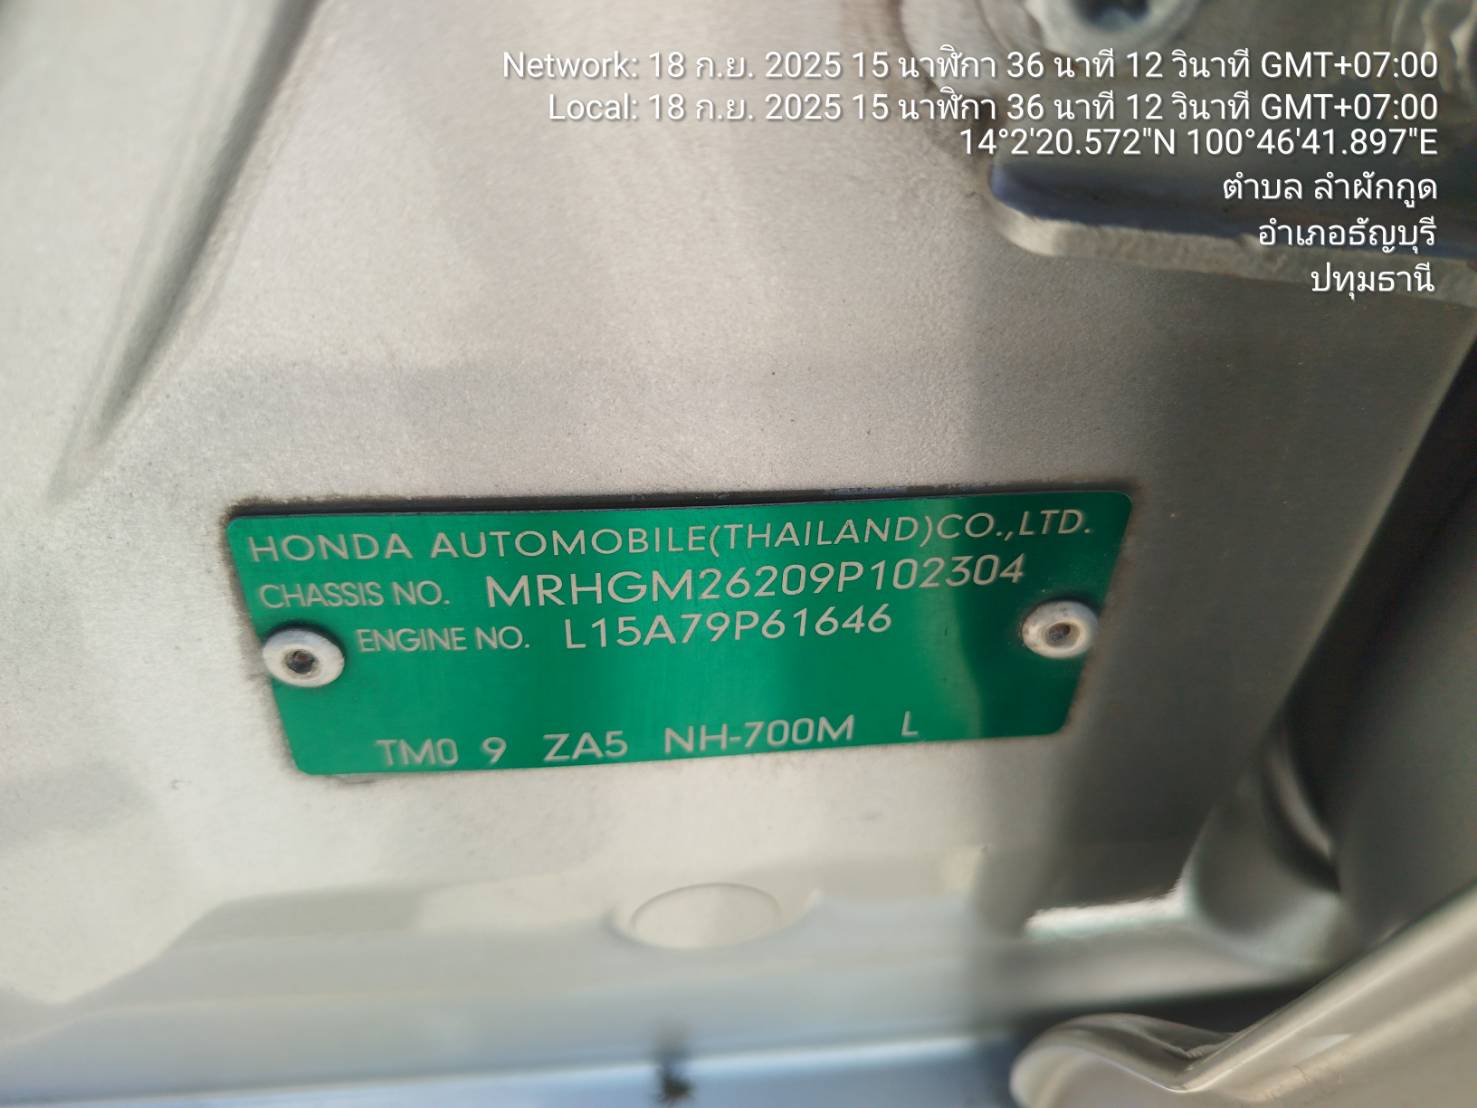 Network: 18 ก.ย. 2025 15 นาฬิกา 36 นาที 12 วินาที GMT+07:00
Local: 18 ก.ย. 2025 15 นาฬิกา 36 นาที 12 วินาที GMT+07:00
14°2'20.572"N 100°46'41.897"E
ตำบล ลำผักกูด
อำเภอธัญบุรี
ปทุมธานี
HONDA AUTOMOBILE(THAILAND)CO.,LTD.
CHASSIS NO. MRHGM26209P102304
ENGINE NO. L15A79P61646
TM0 9 ZA5 NH-700M L